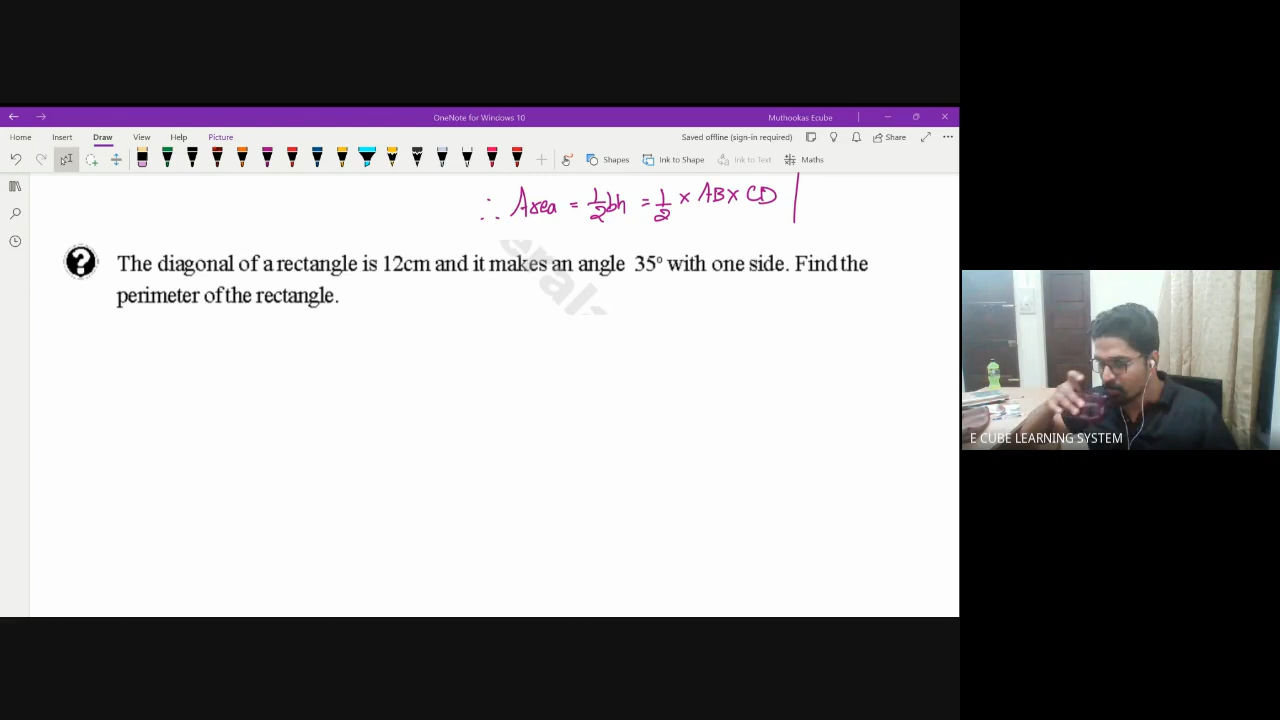 OneNote for Windows 10
Muthookas Ecube
Home Insert Draw View Help Picture
Saved offline (sign-in required) Share
Shapes Ink to Shape Ink to Text Maths
∴ Area = 1/2 bh = 1/2 × AB × CD
The diagonal of a rectangle is 12cm and it makes an angle 35° with one side. Find the
perimeter of the rectangle.
E CUBE LEARNING SYSTEM